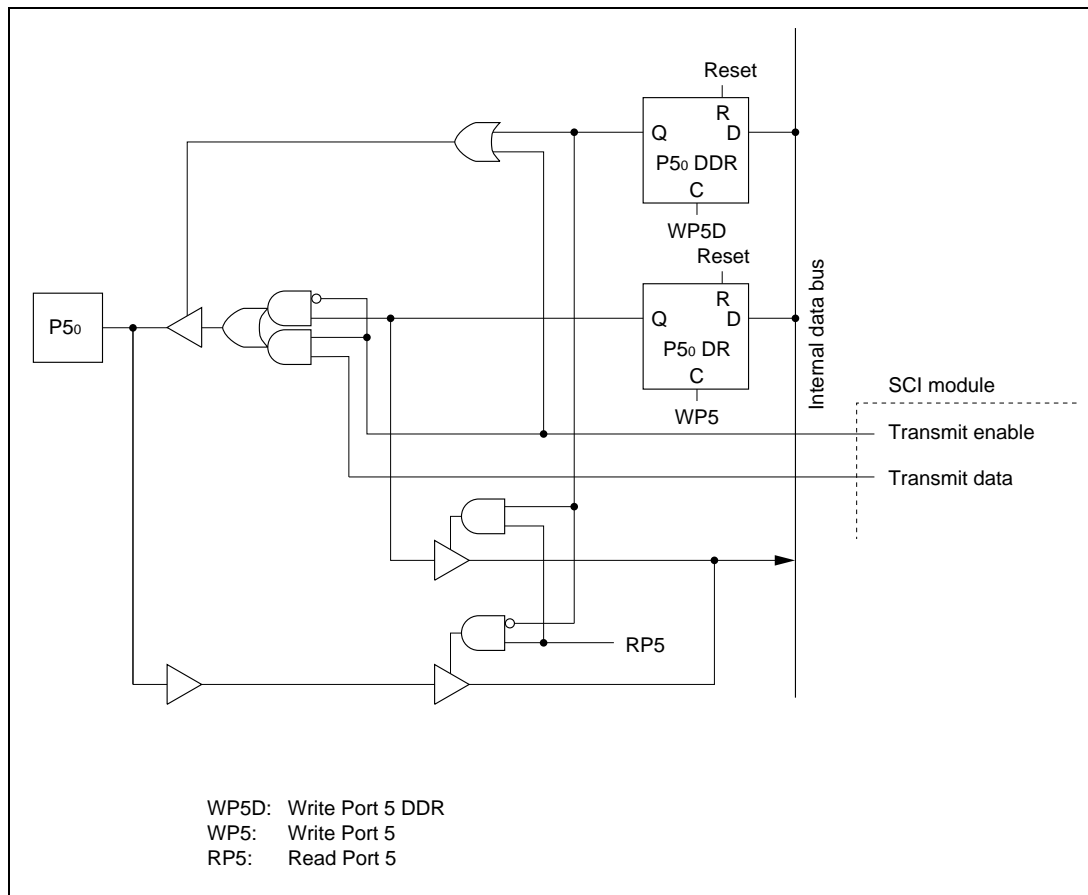 Reset
R
Q D
P5₀ DDR
C
WP5D
Reset
R
Q D
P5₀ DR
C
WP5
P5₀
Internal data bus
SCI module
Transmit enable
Transmit data
RP5
WP5D: Write Port 5 DDR
WP5: Write Port 5
RP5: Read Port 5